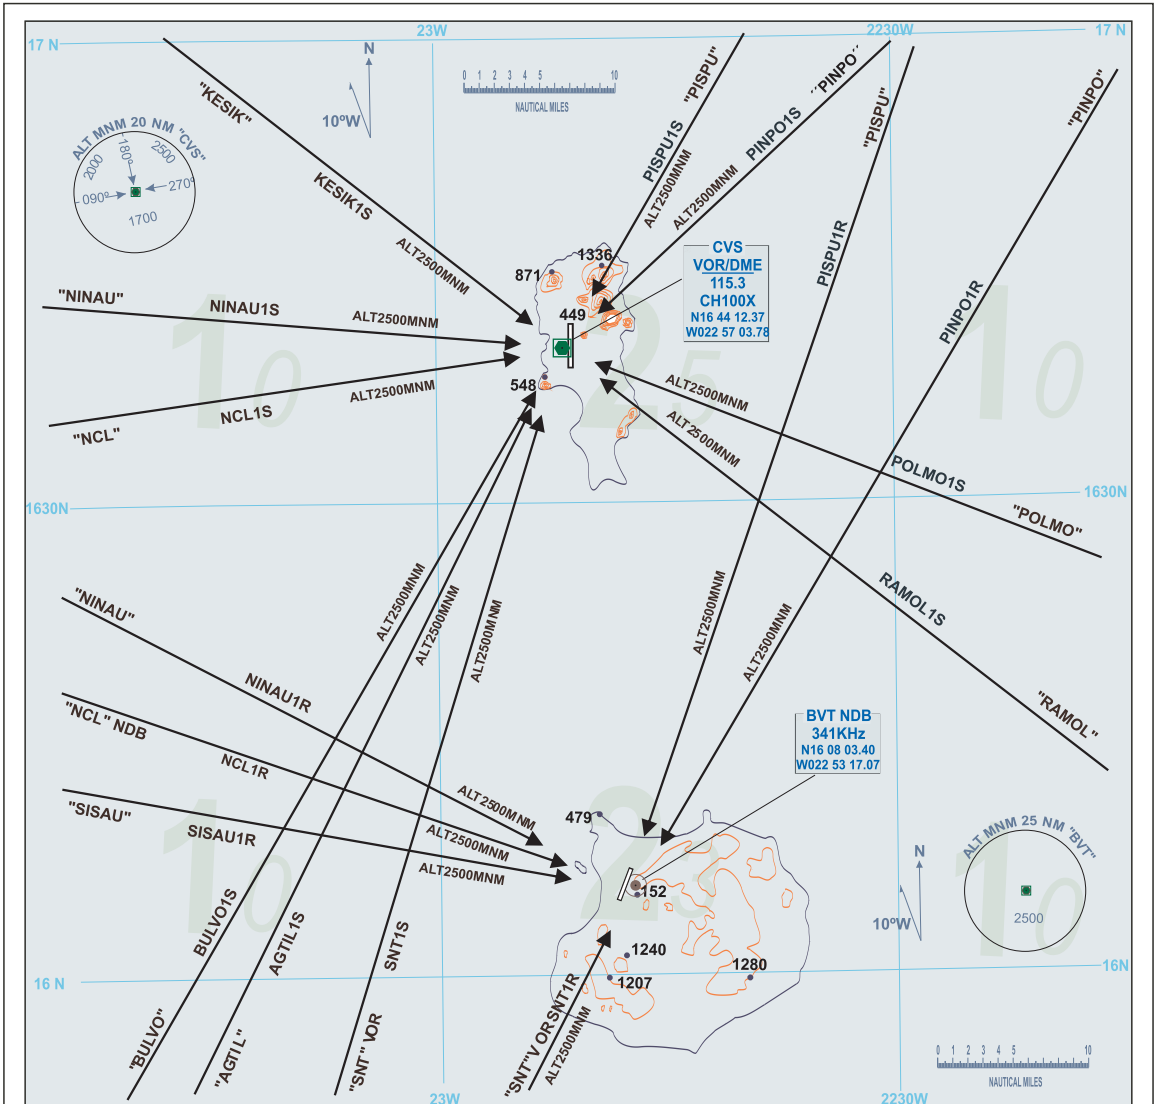 23W
2230W
17 N
17 N
N
10ºW
0 1 2 3 4 5 10
NAUTICAL MILES
"KESIK"
KESIK1S
ALT2500MNM
ALT MNM 20 NM "CVS"
2000
180º
2500
090º
270º
1700
"PISPU"
PISPU1S
ALT2500MNM
"PINPO"
PINPO1S
ALT2500MNM
"PISPU"
PISPU1R
ALT2500MNM
"PINPO"
PINPO1R
ALT2500MNM
CVS
VOR/DME
115.3
CH100X
N16 44 12.37
W022 57 03.78
871
1336
449
548
"NINAU"
NINAU1S
ALT2500MNM
"NCL"
NCL1S
ALT2500MNM
10
25
10
ALT2500MNM
POLMO1S
"POLMO"
ALT2500MNM
RAMOL1S
"RAMOL"
1630N
1630N
ALT2500MNM
ALT2500MNM
ALT2500MNM
"NINAU"
NINAU1R
ALT2500MNM
"NCL" NDB
NCL1R
ALT2500MNM
"SISAU"
SISAU1R
ALT2500MNM
BVT NDB
341KHz
N16 08 03.40
W022 53 17.07
479
152
1240
1207
1280
10
23
10
ALT MNM 25 NM "BVT"
2500
N
10ºW
BULVO1S
"BULVO"
AGTIL1S
"AGTIL"
SNT1S
"SNT" VOR
"SNT"V OR SNT1R
ALT2500MNM
16 N
16N
0 1 2 3 4 5 10
NAUTICAL MILES
23W
2230W